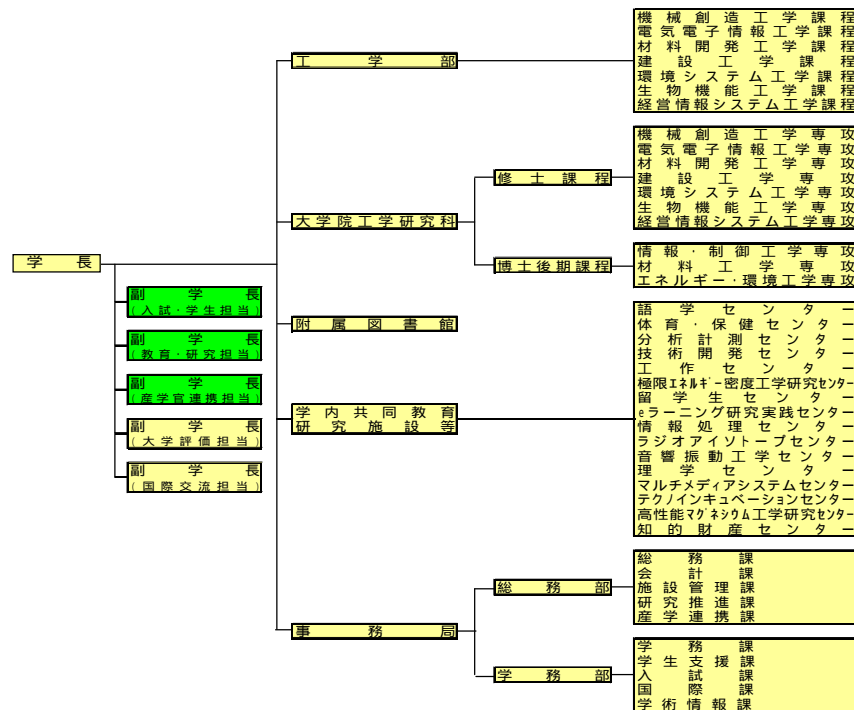 学長
副学長
(入試・学生担当)
副学長
(教育・研究担当)
副学長
(産学官連携担当)
副学長
(大学評価担当)
副学長
(国際交流担当)
工学部
機械創造工学課程
電気電子情報工学課程
材料開発工学課程
建設工学課程
環境システム工学課程
生物機能工学課程
経営情報システム工学課程
大学院工学研究科
修士課程
機械創造工学専攻
電気電子情報工学専攻
材料開発工学専攻
建設工学専攻
環境システム工学専攻
生物機能工学専攻
経営情報システム工学専攻
博士後期課程
情報・制御工学専攻
材料工学専攻
エネルギー・環境工学専攻
附属図書館
学内共同教育
研究施設等
語学センター
体育・保健センター
分析計測センター
技術開発センター
工作センター
極限ｴﾈﾙｷﾞｰ密度工学研究ｾﾝﾀｰ
留学生センター
eラーニング研究実践センター
情報処理センター
ラジオアイソトープセンター
音響振動工学センター
理学センター
マルチメディアシステムセンター
テクノインキュベーションセンター
高性能ﾏｸﾞﾈｼｳﾑ工学研究ｾﾝﾀｰ
知的財産センター
事務局
総務部
総務課
会計課
施設管理課
研究推進課
産学連携課
学務部
学務課
学生支援課
入試課
国際課
学術情報課